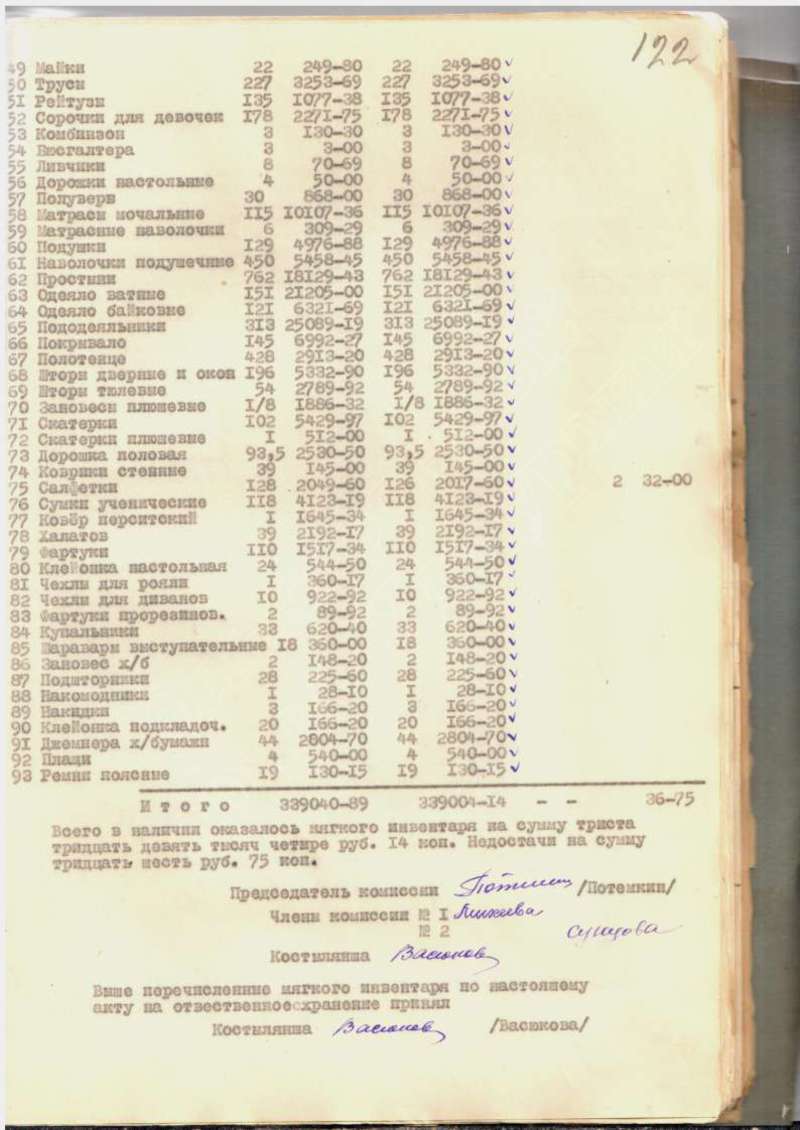 122
49 Майки 22 249-80 22 249-80
50 Трусы 227 3253-69 227 3253-69
51 Рейтузы 135 1077-38 135 1077-38
52 Сорочки для девочек 178 2271-75 178 2271-75
53 Комбинзон 3 130-30 3 130-30
54 Бюсгалтера 3 3-00 3 3-00
55 Ливчики 8 70-69 8 70-69
56 Дорожки настольные 4 50-00 4 50-00
57 Полуверы 30 868-00 30 868-00
58 Матрасы мочальные 115 10107-36 115 10107-36
59 Матрасные наволочки 6 309-29 6 309-29
60 Подушки 129 4976-88 129 4976-88
61 Наволочки подушечные 450 5458-45 450 5458-45
62 Простыни 762 18129-43 762 18129-43
63 Одеяло ватные 151 21205-00 151 21205-00
64 Одеяло байковые 121 6321-69 121 6321-69
65 Пододеяльники 313 25089-19 313 25089-19
66 Покрывало 145 6992-27 145 6992-27
67 Полотенце 428 2913-20 428 2913-20
68 Шторы дверные и окон 196 5332-90 196 5332-90
69 Шторы тюлевые 54 2789-92 54 2789-92
70 Зановесы плюшевые 1/8 1886-32 1/8 1886-32
71 Скатерки 102 5429-97 102 5429-97
72 Скатерки плюшевые 1 512-00 1 512-00
73 Дорожка половая 93,5 2530-50 93,5 2530-50
74 Коврики стенные 39 145-00 39 145-00
75 Салфетки 128 2049-60 126 2017-60 2 32-00
76 Сумки ученические 118 4123-19 118 4123-19
77 Ковёр перситский 1 1645-34 1 1645-34
78 Халатов 39 2192-17 39 2192-17
79 Фартуки 110 1517-34 110 1517-34
80 Клейонка настольная 24 544-50 24 544-50
81 Чехлы для рояли 1 360-17 1 360-17
82 Чехлы для диванов 10 922-92 10 922-92
83 Фартуки прорезинов. 2 89-92 2 89-92
84 Купальники 33 620-40 33 620-40
85 Шаравары выступательные 18 360-00 18 360-00
86 Зановес х/б 2 148-20 2 148-20
87 Подшторники 28 225-60 28 225-60
88 Накомодники 1 28-10 1 28-10
89 Накидки 3 166-20 3 166-20
90 Клейонка подкладоч. 20 166-20 20 166-20
91 Джемпера х/бумажн 44 2804-70 44 2804-70
92 Плащи 4 540-00 4 540-00
93 Ремни поясные 19 130-15 19 130-15
Итого 339040-89 339004-14 - - 36-75
Всего в наличия оказалось мягкого инвентаря на сумму триста
тридцать девять тысяч четыре руб. 14 коп. Недостачи на сумму
тридцать шесть руб. 75 коп.
Председатель комиссии /Потемкин/
Члены комиссии № 1 Михеева
№ 2
Костылянша Васюкова
Выше перечисленные мягкого инвентаря по настоящему
акту на отвественноесхранение принял
Костылянша Васюкова /Васюкова/